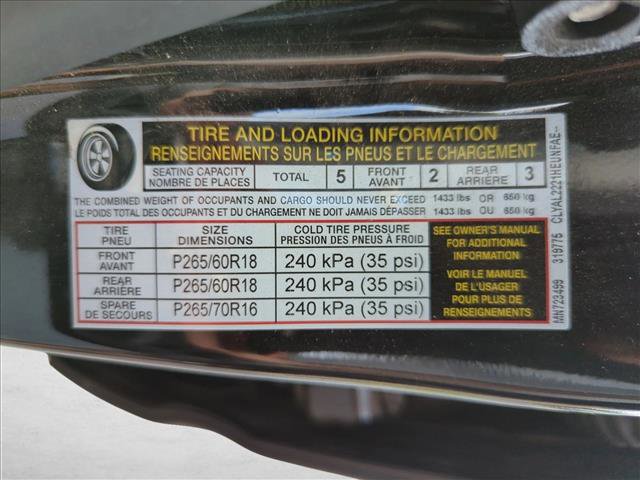 TIRE AND LOADING INFORMATION
RENSEIGNEMENTS SUR LES PNEUS ET LE CHARGEMENT
SEATING CAPACITY
NOMBRE DE PLACES
TOTAL 5
FRONT
AVANT
2
REAR
ARRIÈRE
3
THE COMBINED WEIGHT OF OCCUPANTS and CARGO SHOULD NEVER EXCEED 1433 lbs OR 650 kg
LE POIDS TOTAL DES OCCUPANTS ET DU CHARGEMENT NE DOIT JAMAIS DÉPASSER 1433 lbs OU 650 kg
TIRE
PNEU
SIZE
DIMENSIONS
COLD TIRE PRESSURE
PRESSION DES PNEUS À FROID
FRONT
AVANT
P265/60R18
240 kPa (35 psi)
REAR
ARRIÈRE
P265/60R18
240 kPa (35 psi)
SPARE
DE SECOURS
P265/70R16
240 kPa (35 psi)
SEE OWNER'S MANUAL
FOR ADDITIONAL
INFORMATION
VOIR LE MANUEL
DE L'USAGER
POUR PLUS DE
RENSEIGNEMENTS
MN723499 319775 CLYAL2221HEUNFAE--